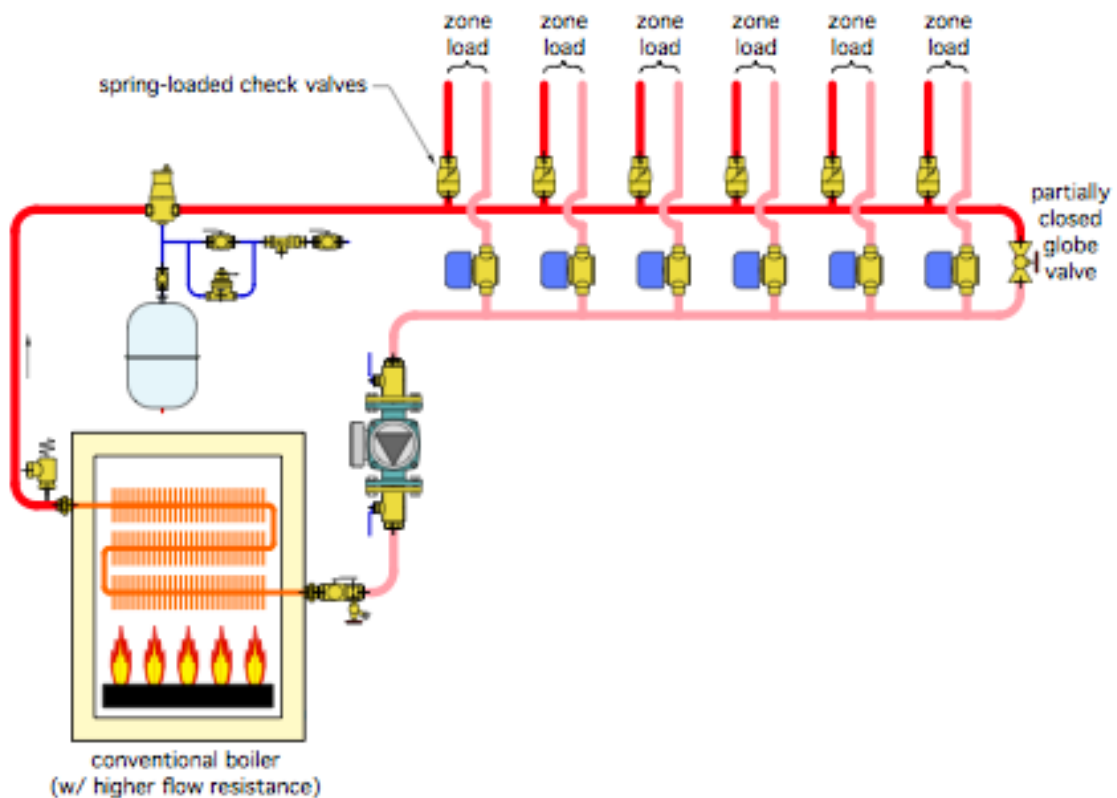 zone
load
zone
load
zone
load
zone
load
zone
load
zone
load
spring-loaded check valves
partially
closed
globe
valve
conventional boiler
(w/ higher flow resistance)